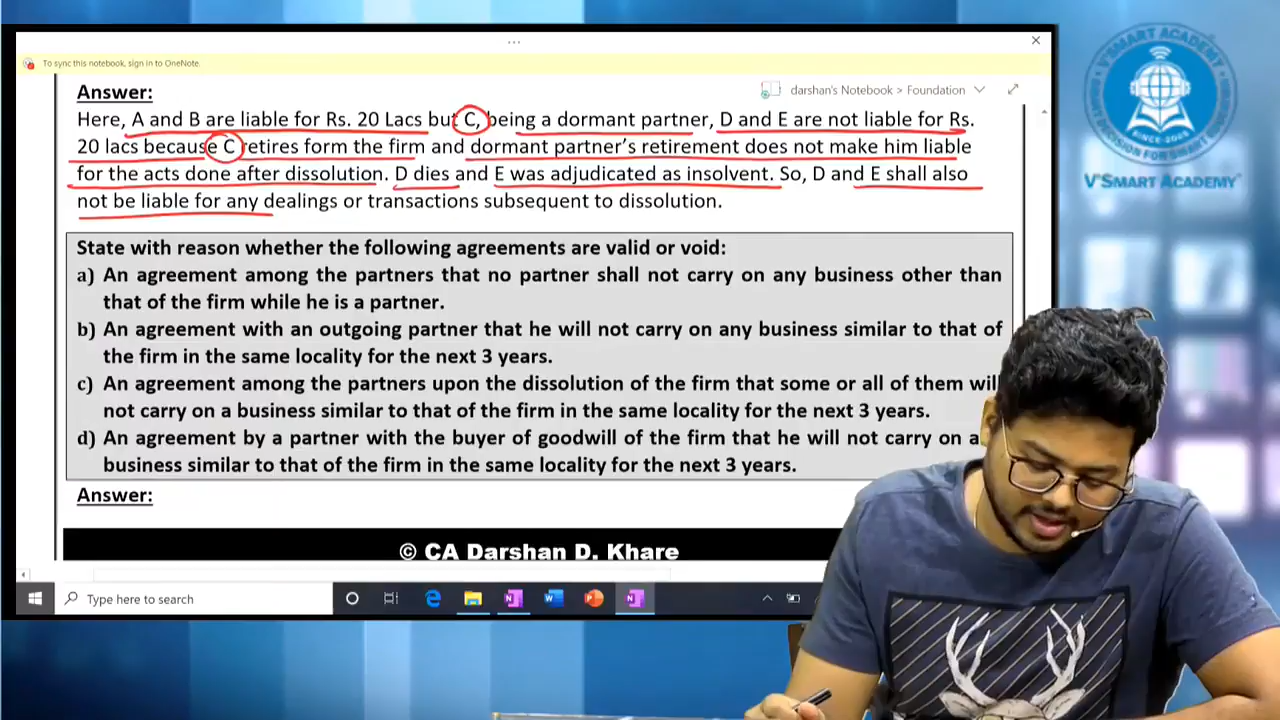 To sync this notebook, sign in to OneNote.
darshan's Notebook > Foundation
Answer:
Here, A and B are liable for Rs. 20 Lacs but C, being a dormant partner, D and E are not liable for Rs.
20 lacs because C retires form the firm and dormant partner's retirement does not make him liable
for the acts done after dissolution. D dies and E was adjudicated as insolvent. So, D and E shall also
not be liable for any dealings or transactions subsequent to dissolution.
State with reason whether the following agreements are valid or void:
a) An agreement among the partners that no partner shall not carry on any business other than
that of the firm while he is a partner.
b) An agreement with an outgoing partner that he will not carry on any business similar to that of
the firm in the same locality for the next 3 years.
c) An agreement among the partners upon the dissolution of the firm that some or all of them will
not carry on a business similar to that of the firm in the same locality for the next 3 years.
d) An agreement by a partner with the buyer of goodwill of the firm that he will not carry on a
business similar to that of the firm in the same locality for the next 3 years.
Answer:
© CA Darshan D. Khare
Type here to search
V'SMART ACADEMY
SINCE-2025
V'SMART ACADEMY